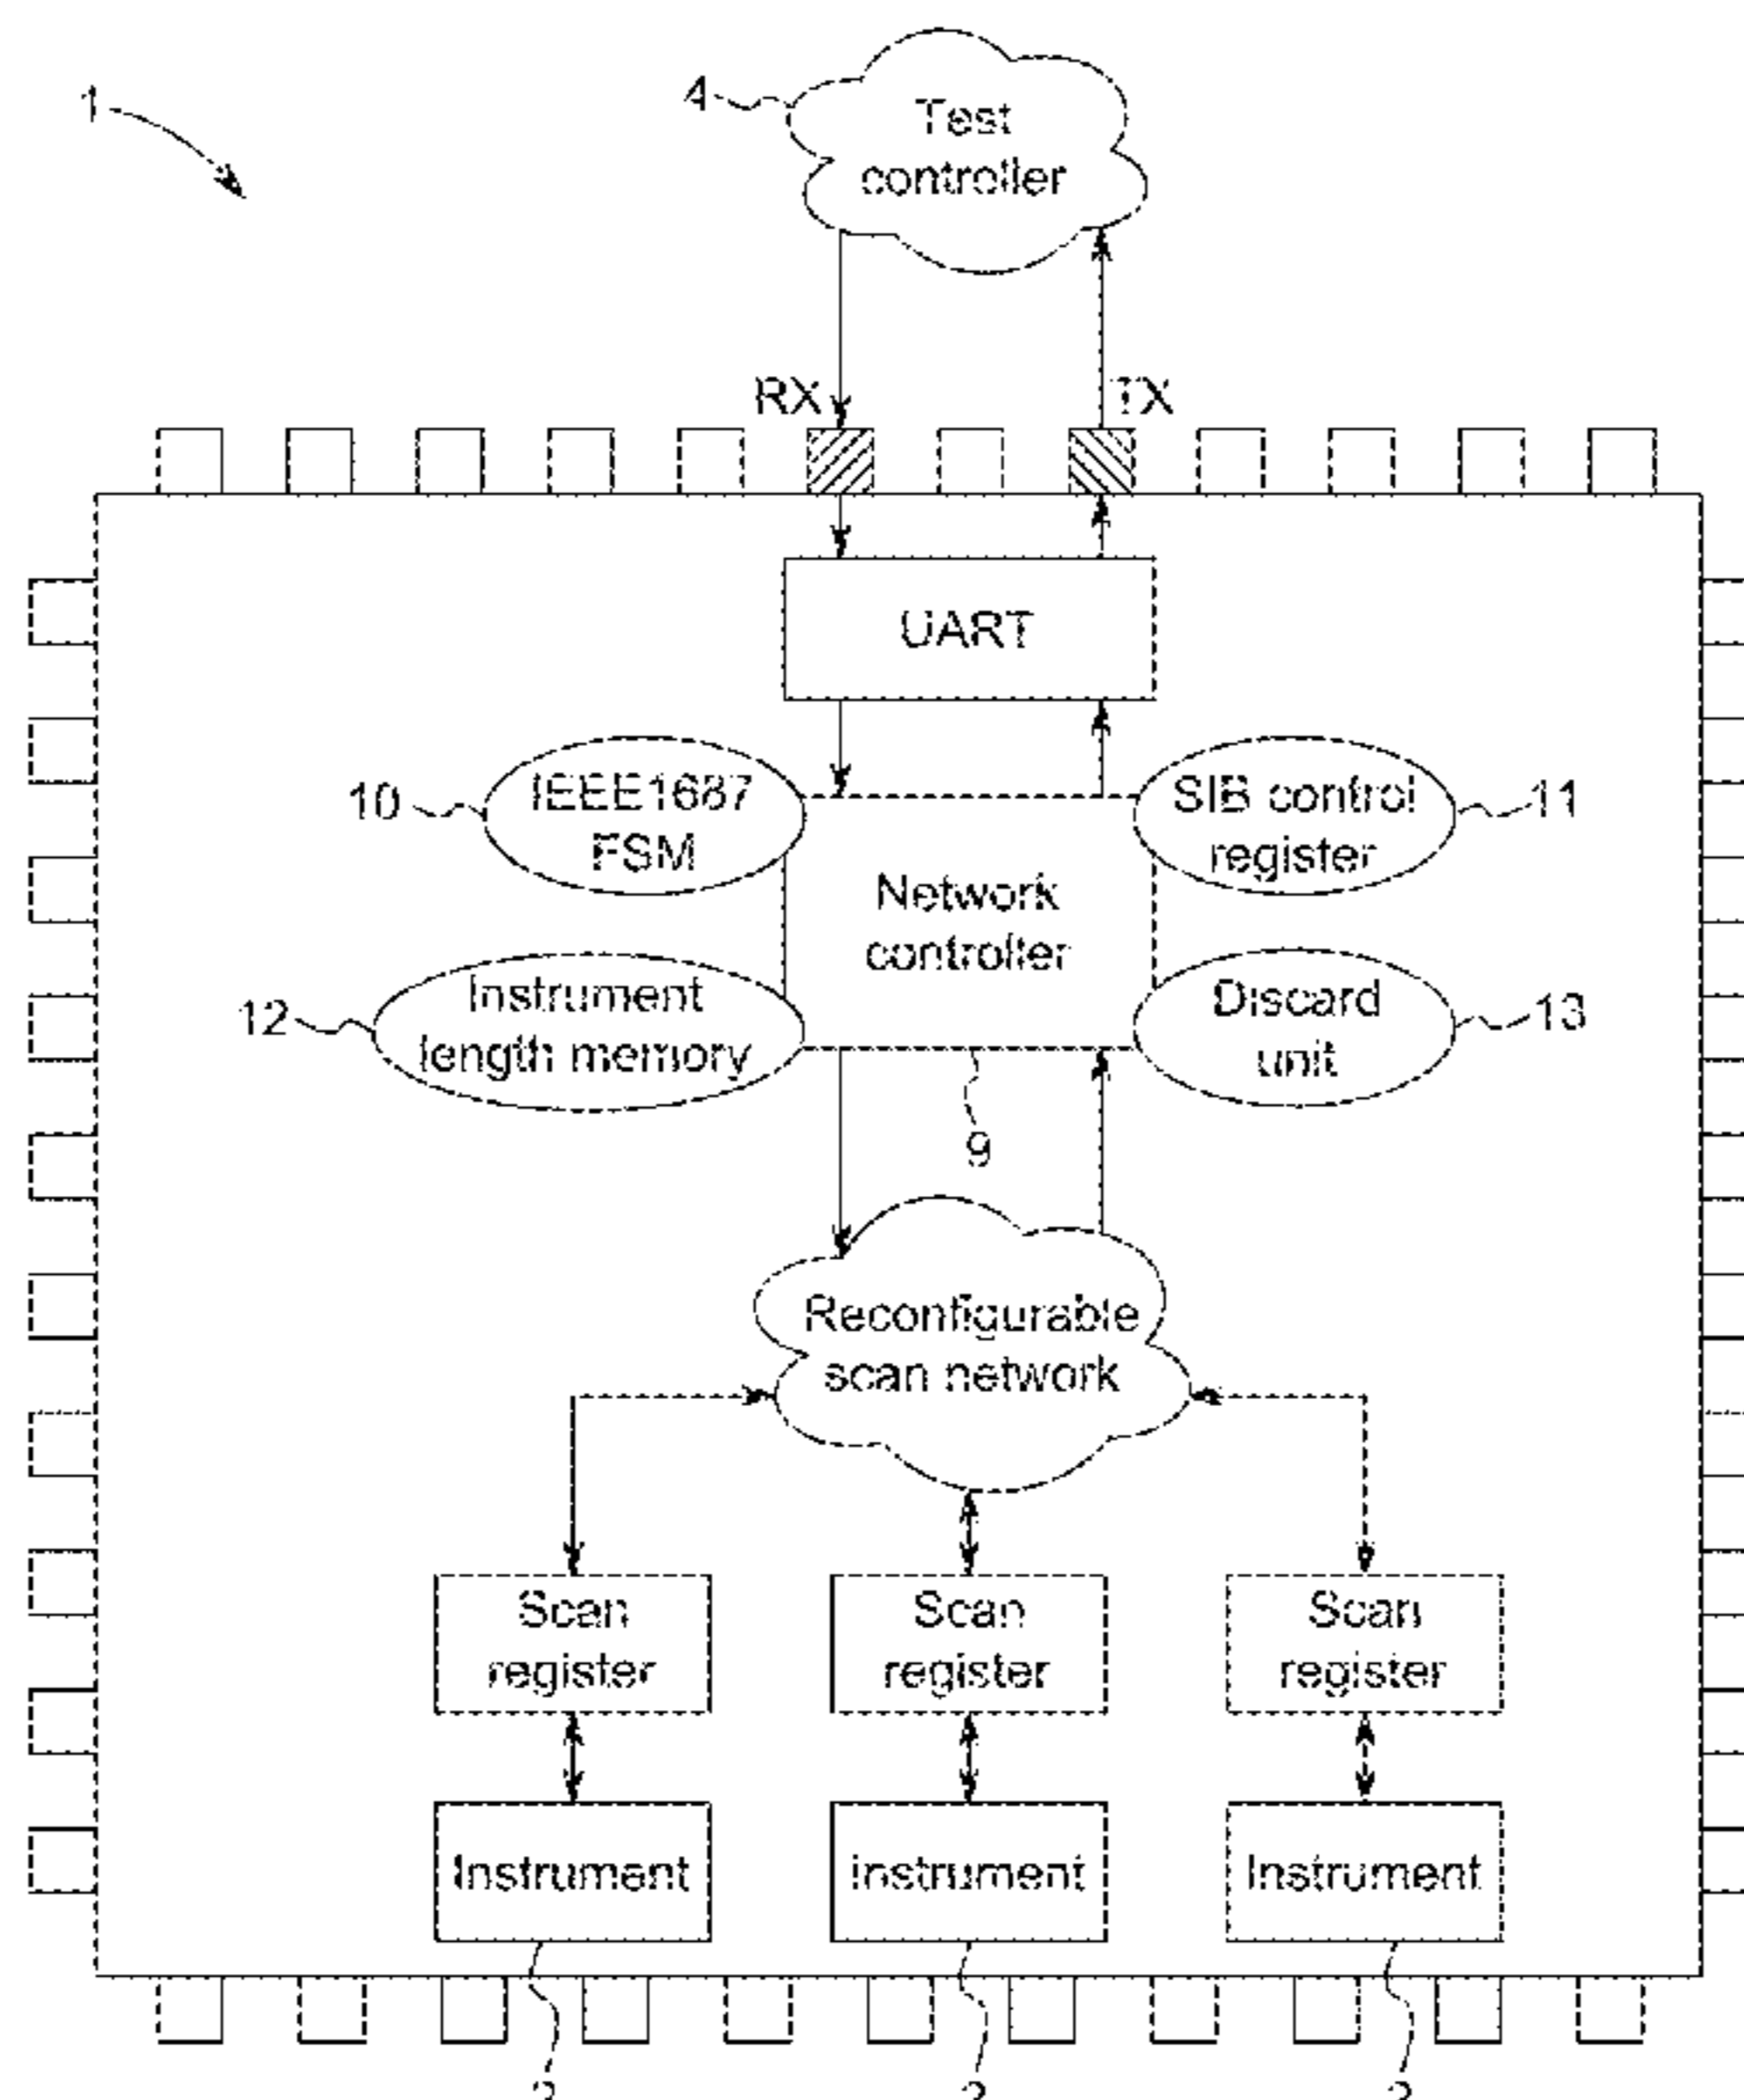 1
4
Test
controller
RX
TX
UART
10
IEEE1687
FSM
SIB control
register
11
Network
controller
12
Instrument
length memory
Discard
unit
13
9
Reconfigurable
scan network
Scan
register
Scan
register
Scan
register
Instrument
Instrument
Instrument